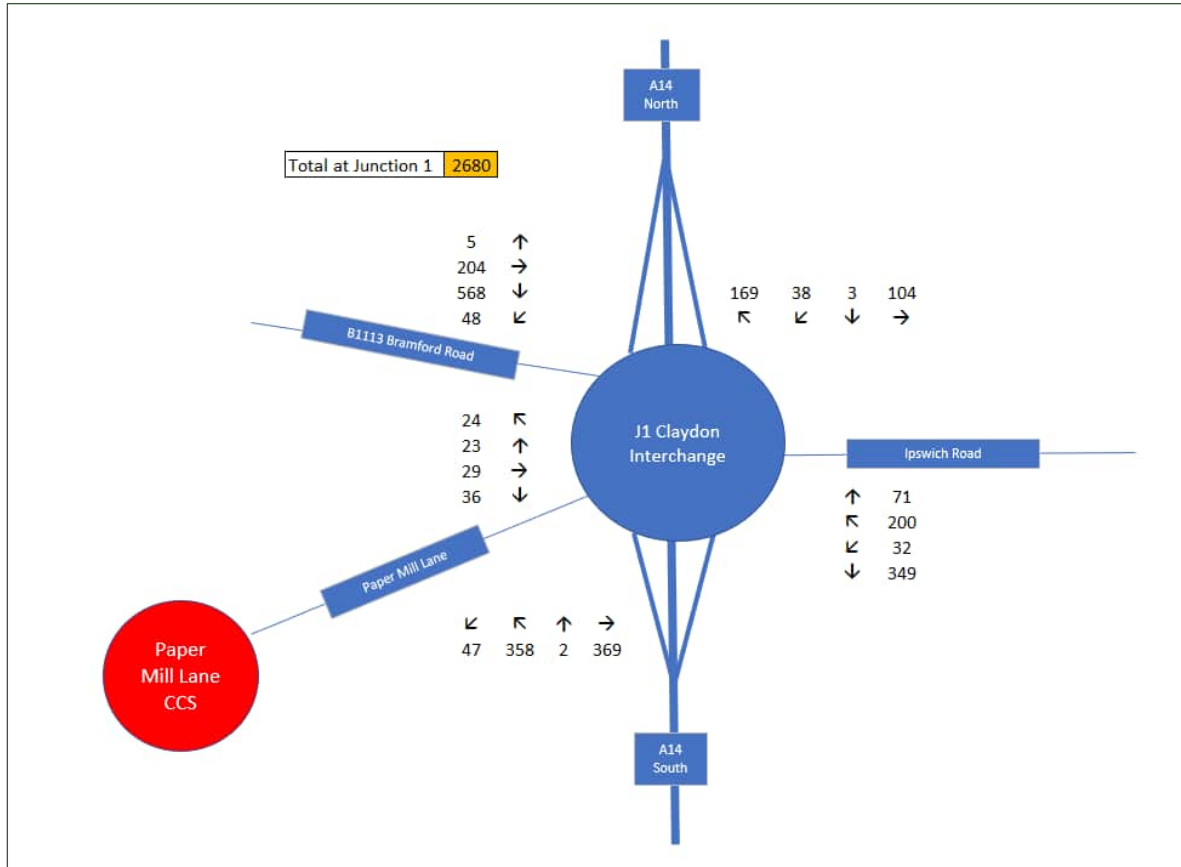 A14
North
Total at Junction 1 2680
5 ↑
204 →
568 ↓
48 ↙
169 38 3 104
↖ ↙ ↓ →
B1113 Bramford Road
J1 Claydon
Interchange
24 ↖
23 ↑
29 →
36 ↓
Ipswich Road
↑ 71
↖ 200
↙ 32
↓ 349
Paper Mill Lane
↙ ↖ ↑ →
47 358 2 369
Paper
Mill Lane
CCS
A14
South